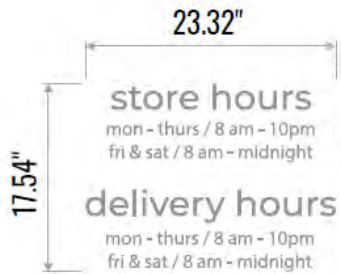 23.32"
17.54"
store hours
mon - thurs / 8 am - 10pm
fri & sat / 8 am - midnight
delivery hours
mon - thurs / 8 am - 10pm
fri & sat / 8 am - midnight